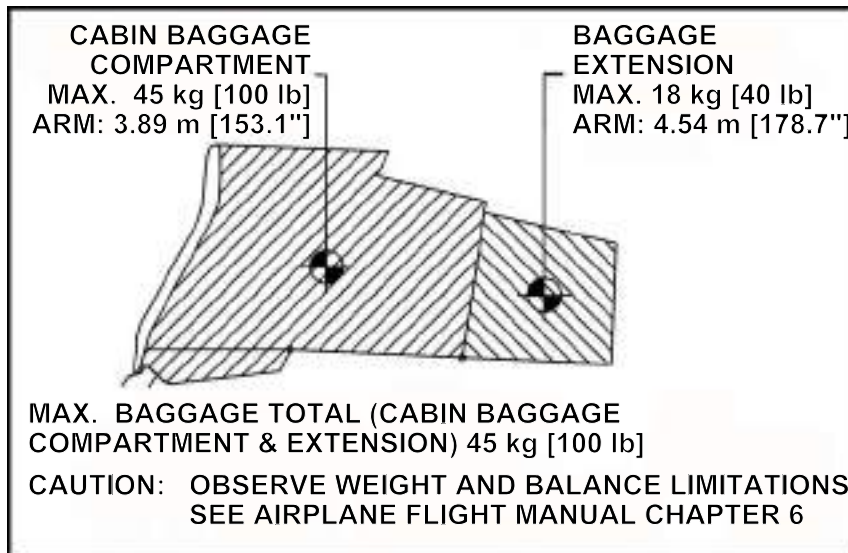 CABIN BAGGAGE
COMPARTMENT
MAX. 45 kg [100 lb]
ARM: 3.89 m [153.1"]
BAGGAGE
EXTENSION
MAX. 18 kg [40 lb]
ARM: 4.54 m [178.7"]
MAX. BAGGAGE TOTAL (CABIN BAGGAGE
COMPARTMENT & EXTENSION) 45 kg [100 lb]
CAUTION: OBSERVE WEIGHT AND BALANCE LIMITATIONS
SEE AIRPLANE FLIGHT MANUAL CHAPTER 6